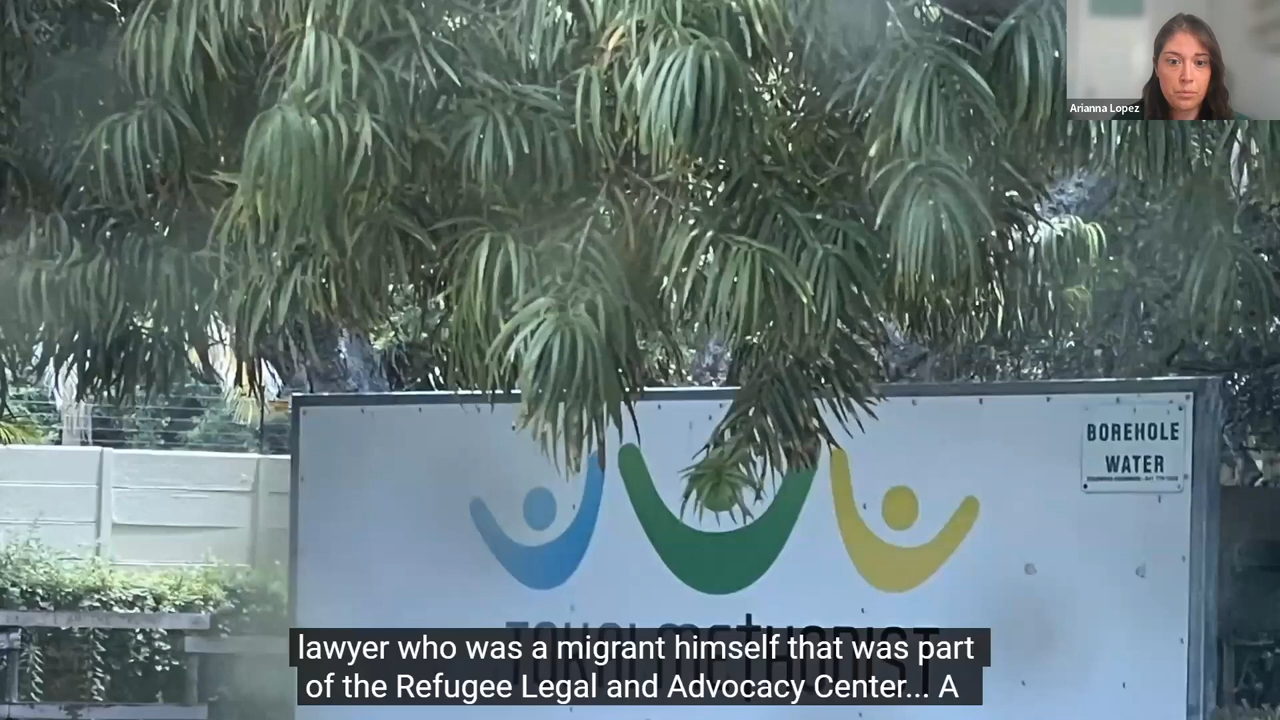 Arianna Lopez
BOREHOLE
WATER
METHODIST
lawyer who was a migrant himself that was part
of the Refugee Legal and Advocacy Center... A